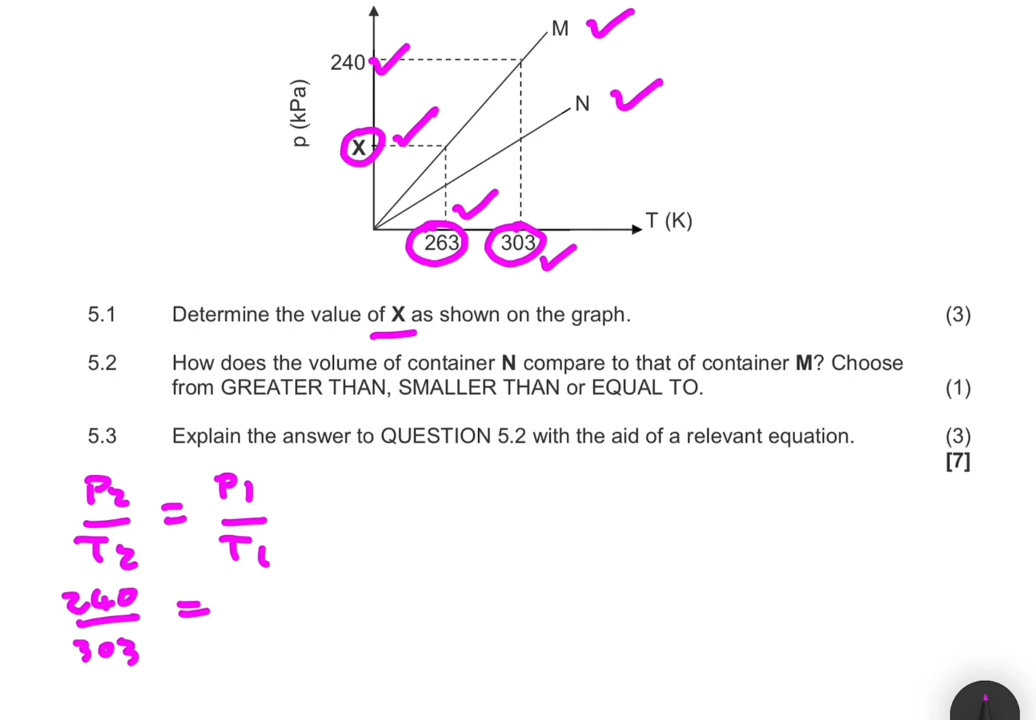 M
240
N
p (kPa)
X
T (K)
263 303
5.1 Determine the value of X as shown on the graph. (3)
5.2 How does the volume of container N compare to that of container M? Choose
from GREATER THAN, SMALLER THAN or EQUAL TO. (1)
5.3 Explain the answer to QUESTION 5.2 with the aid of a relevant equation. (3)
[7]
P2 = P1
T2 T1
240 =
303